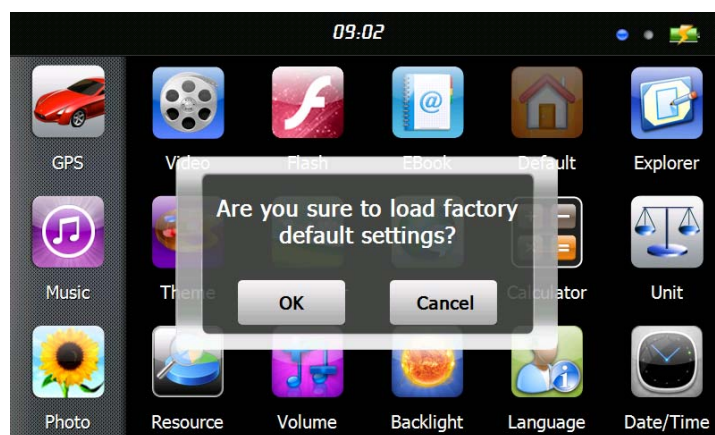 09:02
GPS
Video
Flash
EBook
Default
Explorer
Are you sure to load factory
default settings?
OK
Cancel
Music
Theme
Calculator
Unit
Photo
Resource
Volume
Backlight
Language
Date/Time